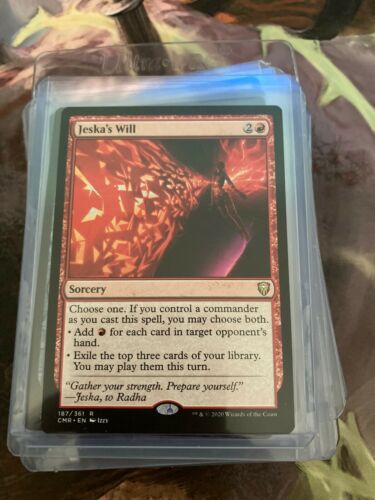 Ultra PRO
Jeska's Will 2
Sorcery
Choose one. If you control a commander
as you cast this spell, you may choose both.
• Add for each card in target opponent's
hand.
• Exile the top three cards of your library.
You may play them this turn.
"Gather your strength. Prepare yourself."
—Jeska, to Radha
187/361 R
CMR • EN Izzy
™ & © 2020 Wizards of the Coast